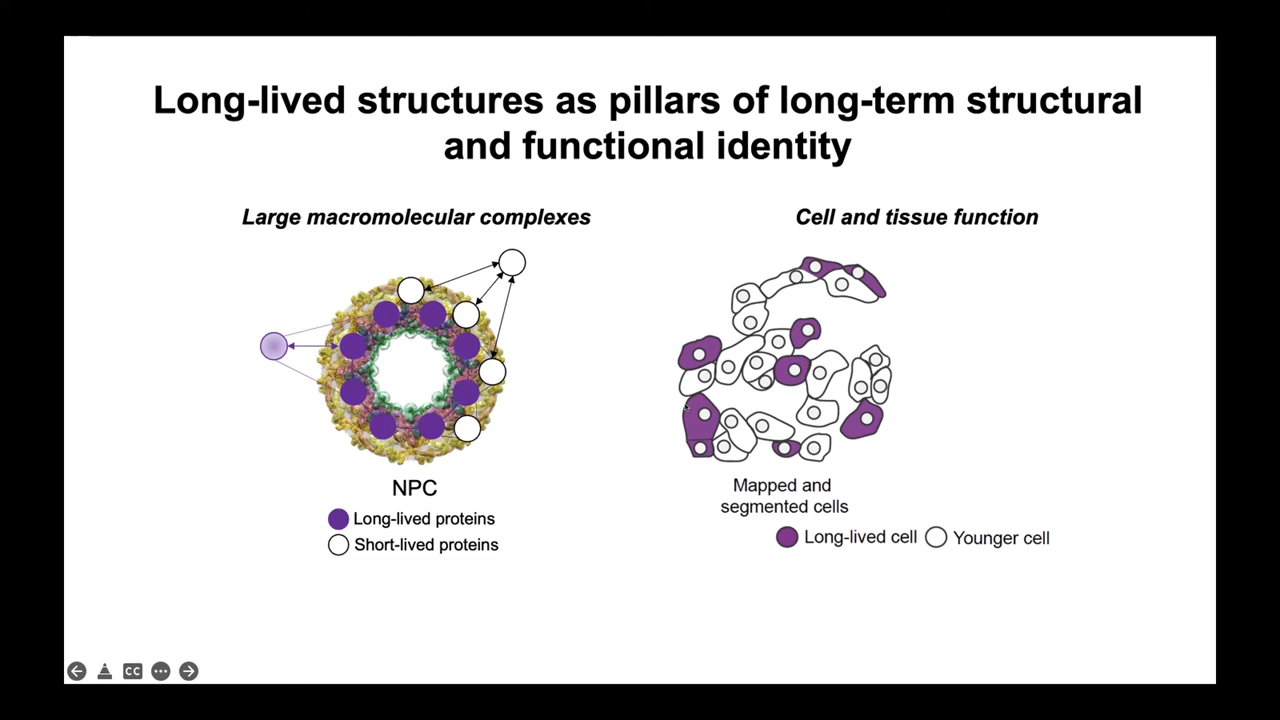 Long-lived structures as pillars of long-term structural
and functional identity
Large macromolecular complexes
NPC
Long-lived proteins
Short-lived proteins
Cell and tissue function
Mapped and
segmented cells
Long-lived cell
Younger cell
CC